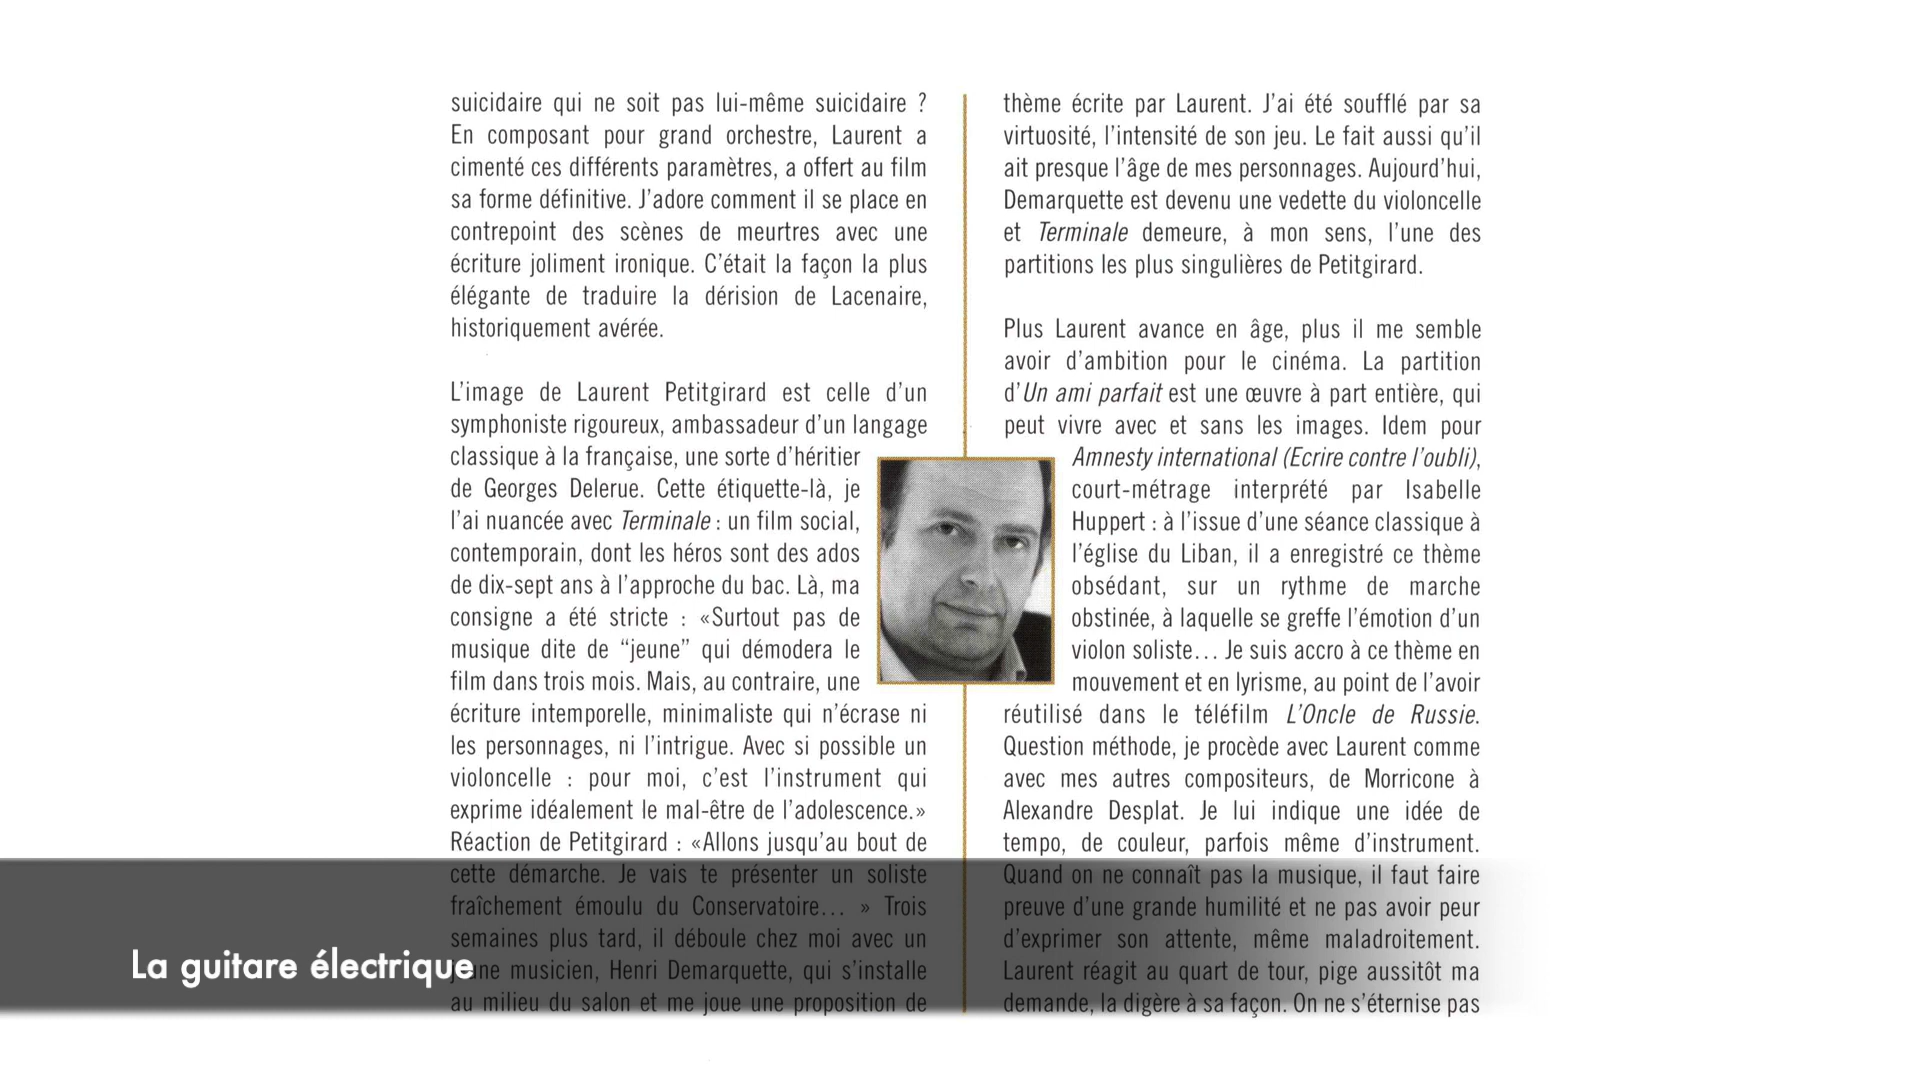 suicidaire qui ne soit pas lui-même suicidaire ?
En composant pour grand orchestre, Laurent a
cimenté ces différents paramètres, a offert au film
sa forme définitive. J’adore comment il se place en
contrepoint des scènes de meurtres avec une
écriture joliment ironique. C’était la façon la plus
élégante de traduire la dérision de Lacenaire,
historiquement avérée.
L’image de Laurent Petitgirard est celle d’un
symphoniste rigoureux, ambassadeur d’un langage
classique à la française, une sorte d’héritier
de Georges Delerue. Cette étiquette-là, je
l’ai nuancée avec Terminale : un film social,
contemporain, dont les héros sont des ados
de dix-sept ans à l’approche du bac. Là, ma
consigne a été stricte : «Surtout pas de
musique dite de “jeune” qui démodera le
film dans trois mois. Mais, au contraire, une
écriture intemporelle, minimaliste qui n’écrase ni
les personnages, ni l’intrigue. Avec si possible un
violoncelle : pour moi, c’est l’instrument qui
exprime idéalement le mal-être de l’adolescence.»
Réaction de Petitgirard : «Allons jusqu’au bout de
cette démarche. Je vais te présenter un soliste
fraîchement émoulu du Conservatoire… » Trois
semaines plus tard, il déboule chez moi avec un
musicien, Henri Demarquette, qui s’installe
au milieu du salon et me joue une proposition de
thème écrite par Laurent. J’ai été soufflé par sa
virtuosité, l’intensité de son jeu. Le fait aussi qu’il
ait presque l’âge de mes personnages. Aujourd’hui,
Demarquette est devenu une vedette du violoncelle
et Terminale demeure, à mon sens, l’une des
partitions les plus singulières de Petitgirard.
Plus Laurent avance en âge, plus il me semble
avoir d’ambition pour le cinéma. La partition
d’Un ami parfait est une œuvre à part entière, qui
peut vivre avec et sans les images. Idem pour
Amnesty international (Ecrire contre l’oubli),
court-métrage interprété par Isabelle
Huppert : à l’issue d’une séance classique à
l’église du Liban, il a enregistré ce thème
obsédant, sur un rythme de marche
obstinée, à laquelle se greffe l’émotion d’un
violon soliste… Je suis accro à ce thème en
mouvement et en lyrisme, au point de l’avoir
réutilisé dans le téléfilm L’Oncle de Russie.
Question méthode, je procède avec Laurent comme
avec mes autres compositeurs, de Morricone à
Alexandre Desplat. Je lui indique une idée de
tempo, de couleur, parfois même d’instrument.
Quand on ne connaît pas la musique, il faut faire
preuve d’une grande humilité et ne pas avoir peur
d’exprimer son attente, même maladroitement.
Laurent réagit au quart de tour, pige aussitôt ma
demande, la digère à sa façon. On ne s’éternise pas
La guitare électrique